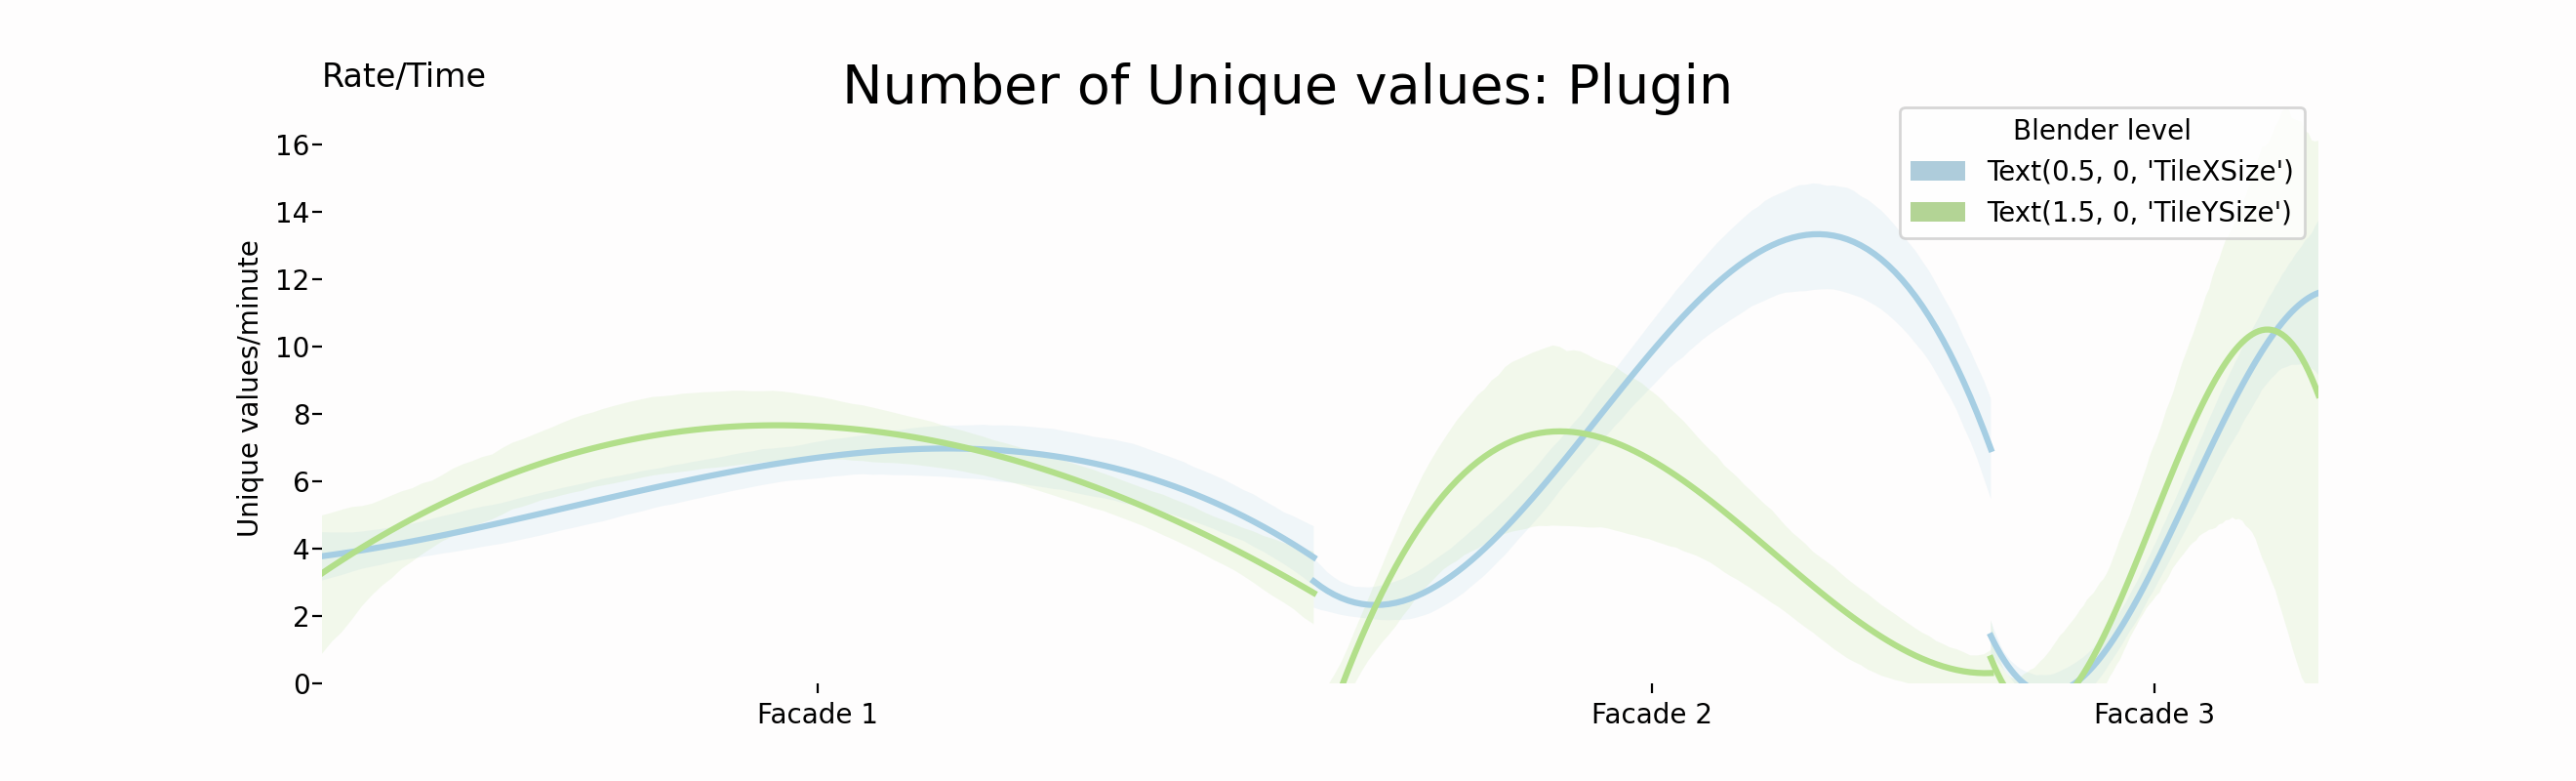 Rate/Time
Number of Unique values: Plugin
Blender level
Text(0.5, 0, 'TileXSize')
Text(1.5, 0, 'TileYSize')
Unique values/minute
16
14
12
10
8
6
4
2
0
Facade 1
Facade 2
Facade 3